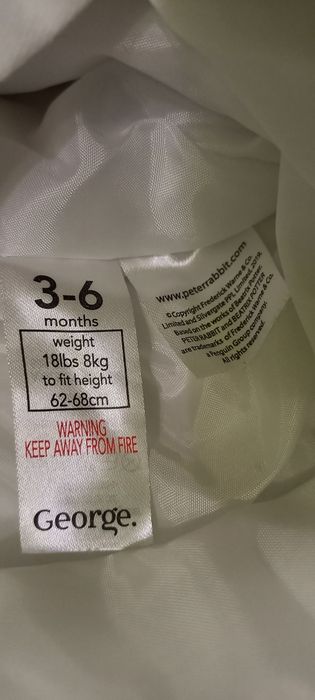 3-6
months
weight
18lbs 8kg
to fit height
62-68cm
WARNING
KEEP AWAY FROM FIRE
George.
www.peterrabbit.com
©Copyright Frederick Warne & Co.
Limited and Silvergate PPL Limited, 2019.
Based on the works of Beatrix Potter.
PETER RABBIT and BEATRIX POTTER
are trademarks of Frederick Warne & Co.
a Penguin Group company.
All rights reserved.